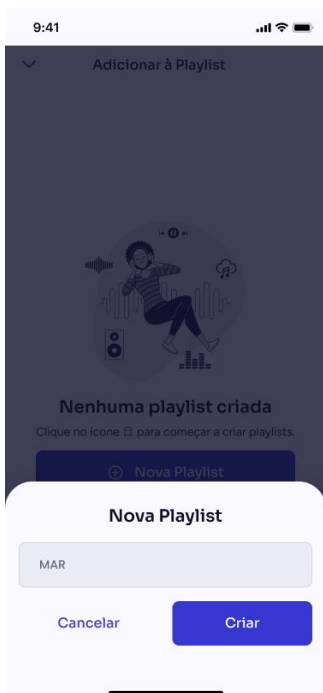 9:41
Adicionar à Playlist
Nenhuma playlist criada
Clique no ícone para começar a criar playlists.
Nova Playlist
Nova Playlist
MAR
Cancelar
Criar